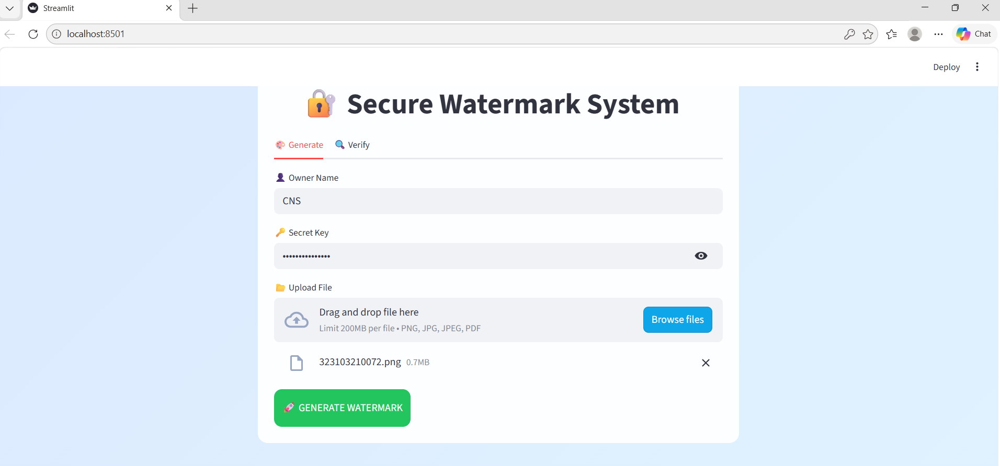 Streamlit
localhost:8501
Chat
Deploy
Secure Watermark System
Generate Verify
Owner Name
CNS
Secret Key
•••••••••••••••
Upload File
Drag and drop file here
Limit 200MB per file • PNG, JPG, JPEG, PDF
Browse files
323103210072.png 0.7MB
GENERATE WATERMARK